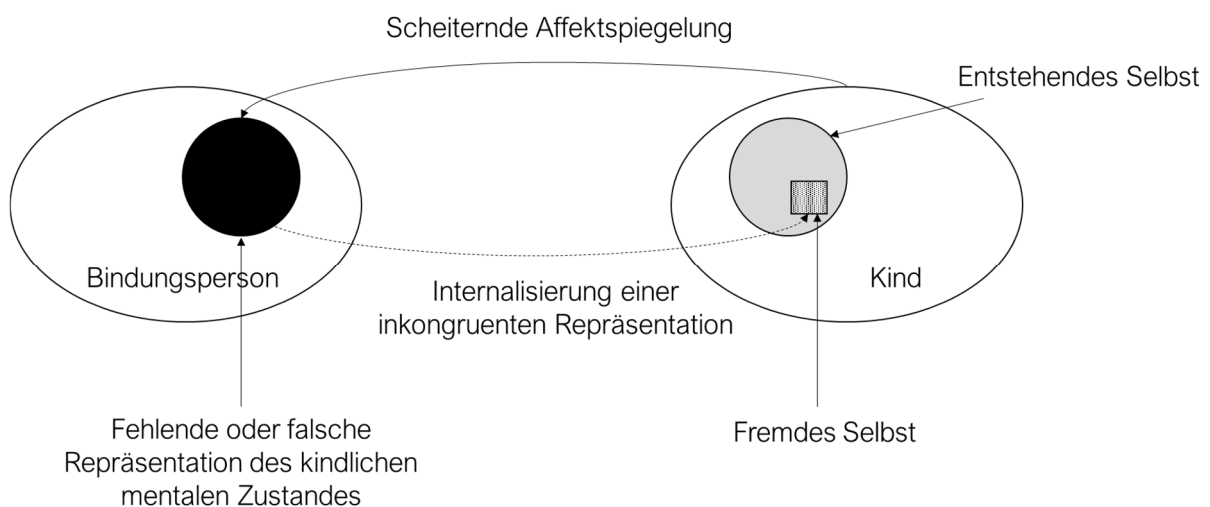 Scheiternde Affektspiegelung
Entstehendes Selbst
Bindungsperson
Kind
Internalisierung einer
inkongruenten Repräsentation
Fehlende oder falsche
Repräsentation des kindlichen
mentalen Zustandes
Fremdes Selbst